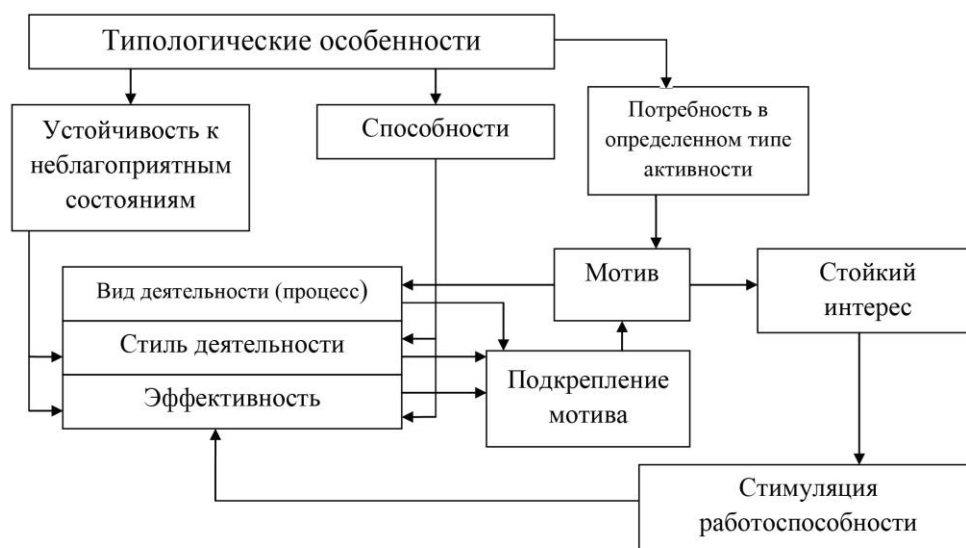 Типологические особенности
Устойчивость к
неблагоприятным
состояниям
Способности
Потребность в
определенном типе
активности
Вид деятельности (процесс)
Стиль деятельности
Эффективность
Мотив
Стойкий
интерес
Подкрепление
мотива
Стимуляция
работоспособности